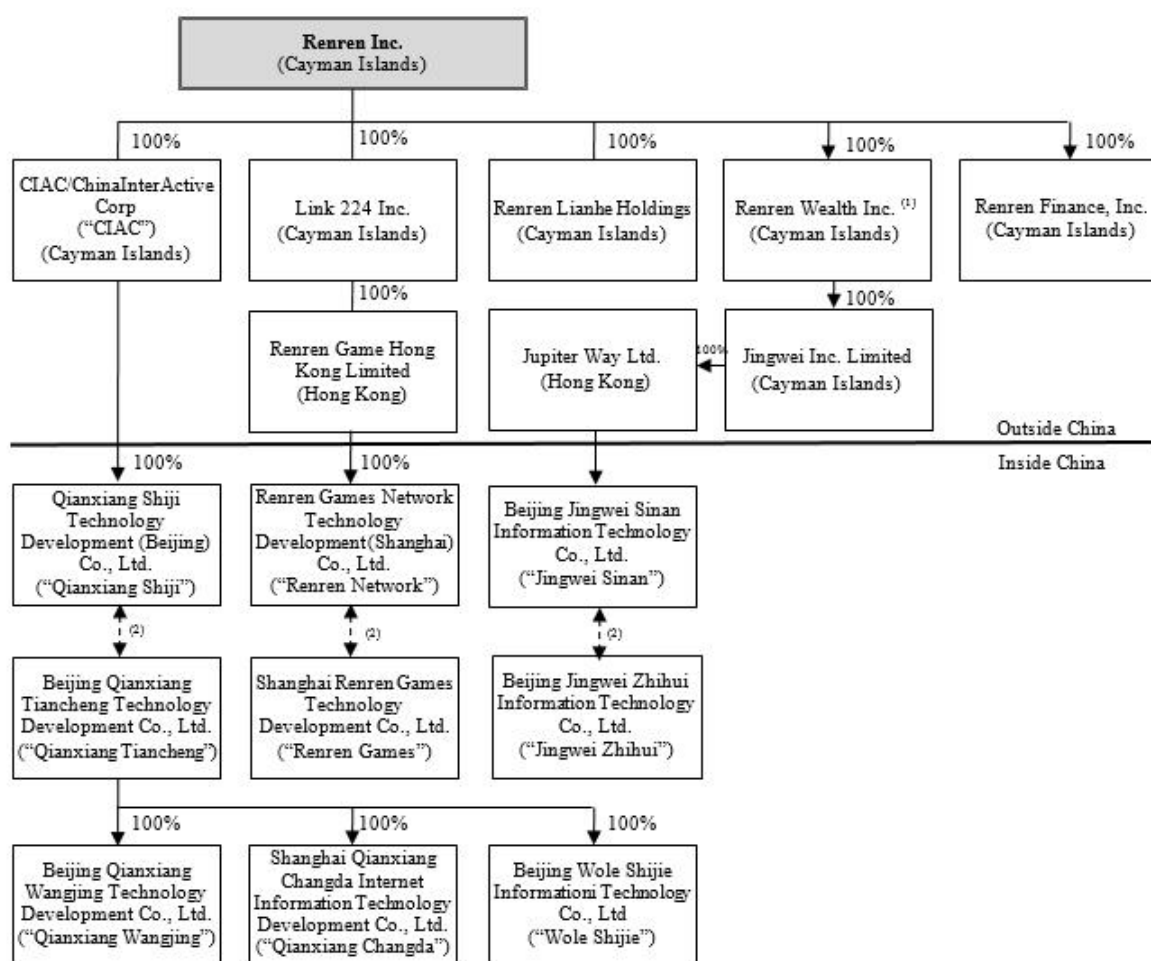 Renren Inc.
(Cayman Islands)
100%
100%
100%
100%
100%
CIAC/ChinaInterActive
Corp
(“CIAC”)
(Cayman Islands)
Link 224 Inc.
(Cayman Islands)
Renren Lianhe Holdings
(Cayman Islands)
Renren Wealth Inc. (1)
(Cayman Islands)
Renren Finance, Inc.
(Cayman Islands)
100%
100%
Renren Game Hong
Kong Limited
(Hong Kong)
Jupiter Way Ltd.
(Hong Kong)
100%
Jingwei Inc. Limited
(Cayman Islands)
Outside China
Inside China
100%
100%
Qianxiang Shiji
Technology
Development (Beijing)
Co., Ltd.
(“Qianxiang Shiji”)
Renren Games Network
Technology
Development (Shanghai)
Co., Ltd.
(“Renren Network”)
Beijing Jingwei Sinan
Information Technology
Co., Ltd.
(“Jingwei Sinan”)
(2)
(2)
(2)
Beijing Qianxiang
Tiancheng Technology
Development Co., Ltd.
(“Qianxiang Tiancheng”)
Shanghai Renren Games
Technology
Development Co., Ltd.
(“Renren Games”)
Beijing Jingwei Zhihui
Information Technology
Co., Ltd.
(“Jingwei Zhihui”)
100%
100%
100%
Beijing Qianxiang
Wangjing Technology
Development Co., Ltd.
(“Qianxiang Wangjing”)
Shanghai Qianxiang
Changda Internet
Information Technology
Development Co., Ltd.
(“Qianxiang Changda”)
Beijing Wole Shijie
Informationi Technology
Co., Ltd
(“Wole Shijie”)